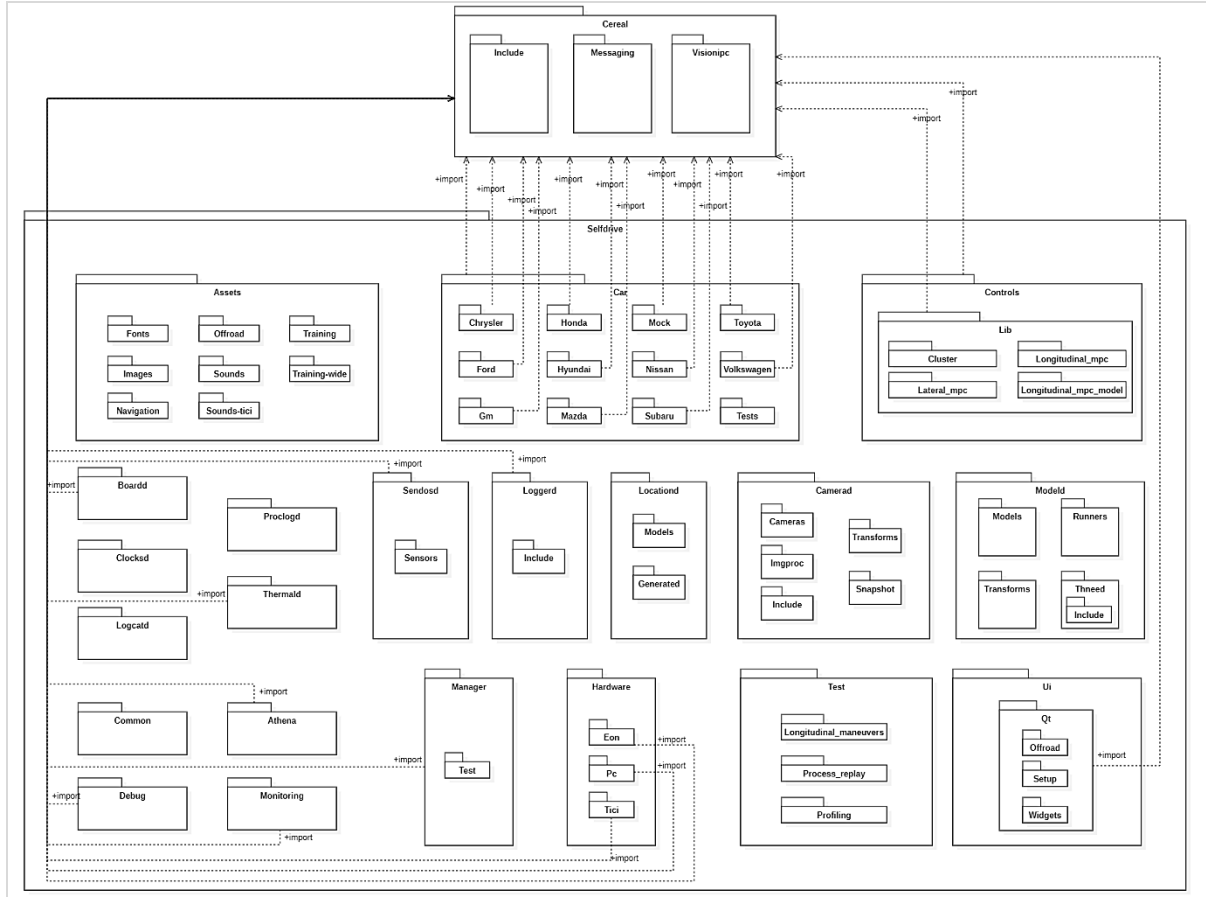 Cereal
Include
Messaging
Visionipc
+import
+import
+import
+import
+import
+import
+import
+import
+import
+import
+import
+import
+import
Selfdrive
Assets
Car
Controls
Fonts
Offroad
Training
Images
Sounds
Training-wide
Navigation
Sounds-tici
Chrysler
Honda
Mock
Toyota
Ford
Hyundai
Nissan
Volkswagen
Gm
Mazda
Subaru
Tests
Lib
Cluster
Longitudinal_mpc
Lateral_mpc
Longitudinal_mpc_model
+import
+import
+import
Boardd
Proclogd
Clocksd
+import
Thermald
Logcatd
Sendosd
Sensors
Loggerd
Include
Locationd
Models
Generated
Camerad
Cameras
Transforms
Imgproc
Snapshot
Include
Modeld
Models
Runners
Transforms
Thneed
Include
+import
Common
Athena
+import
+import
Debug
Monitoring
+import
Manager
Test
Hardware
Eon
+import
Pc
+import
Tici
+import
Test
Longitudinal_maneuvers
Process_replay
Profiling
Ui
Qt
Offroad
Setup
Widgets
+import